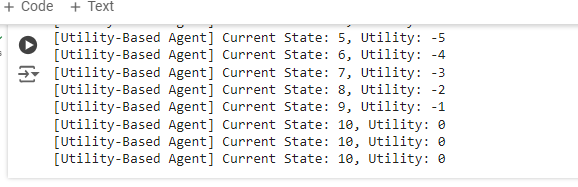 + Code + Text
[Utility-Based Agent] Current State: 5, Utility: -5
[Utility-Based Agent] Current State: 6, Utility: -4
[Utility-Based Agent] Current State: 7, Utility: -3
[Utility-Based Agent] Current State: 8, Utility: -2
[Utility-Based Agent] Current State: 9, Utility: -1
[Utility-Based Agent] Current State: 10, Utility: 0
[Utility-Based Agent] Current State: 10, Utility: 0
[Utility-Based Agent] Current State: 10, Utility: 0